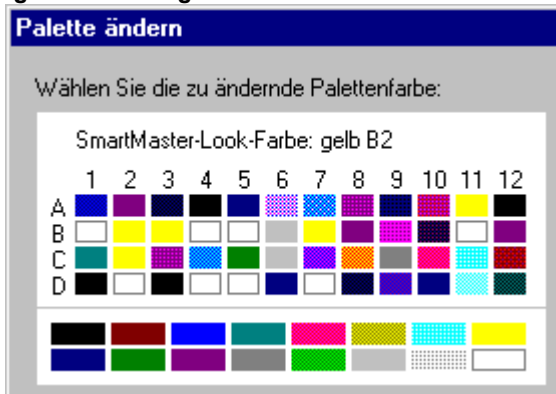 Palette ändern
Wählen Sie die zu ändernde Palettenfarbe:
SmartMaster-Look-Farbe: gelb B2
1 2 3 4 5 6 7 8 9 10 11 12
A
B
C
D